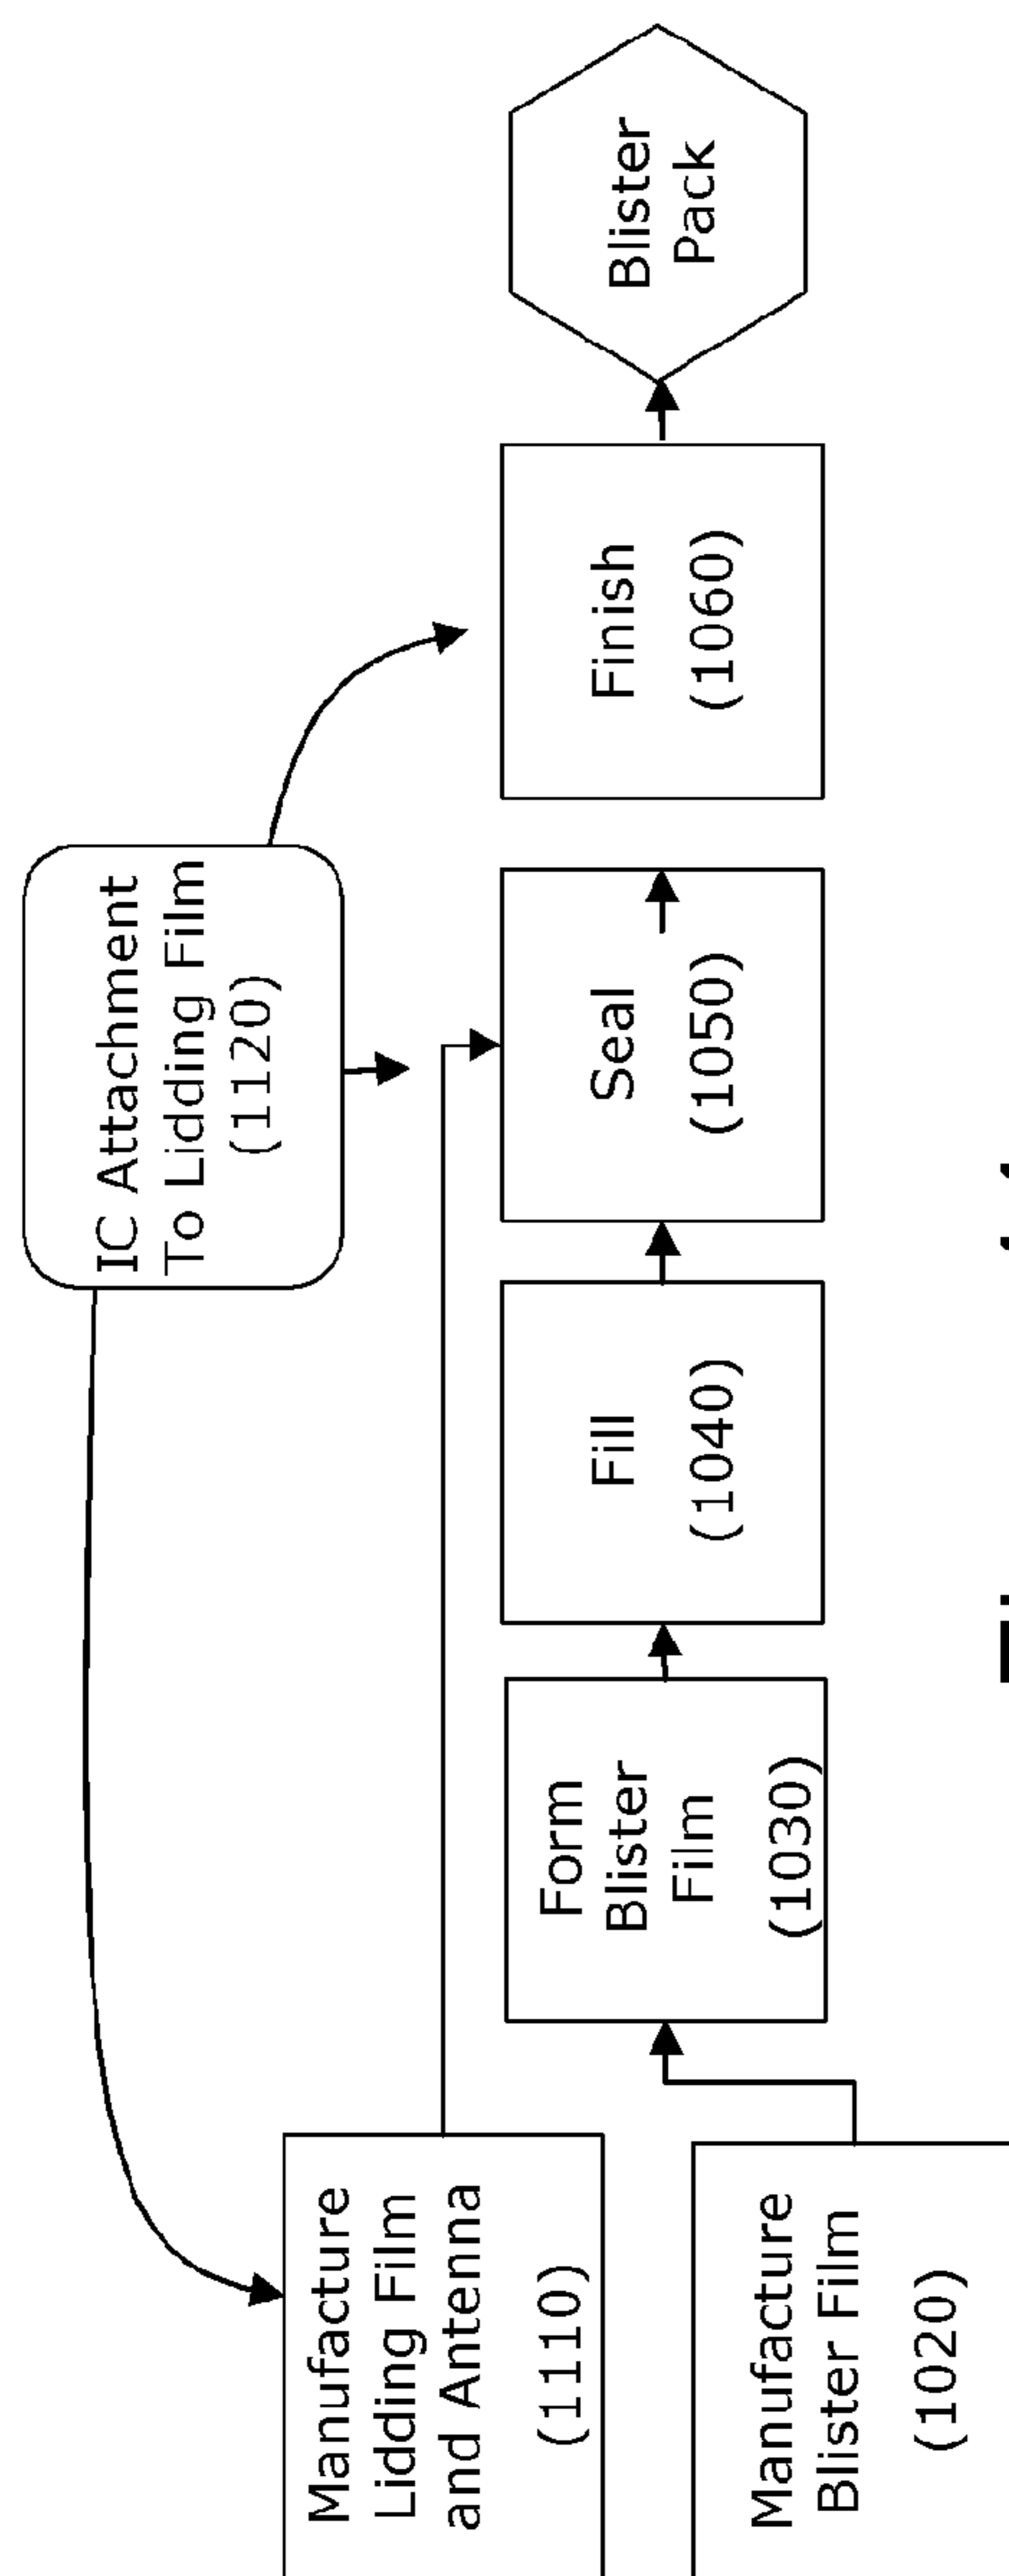 IC Attachment
To Lidding Film
(1120)
Manufacture
Lidding Film
and Antenna
(1110)
Manufacture
Blister Film
(1020)
Form
Blister
Film
(1030)
Fill
(1040)
Seal
(1050)
Finish
(1060)
Blister
Pack